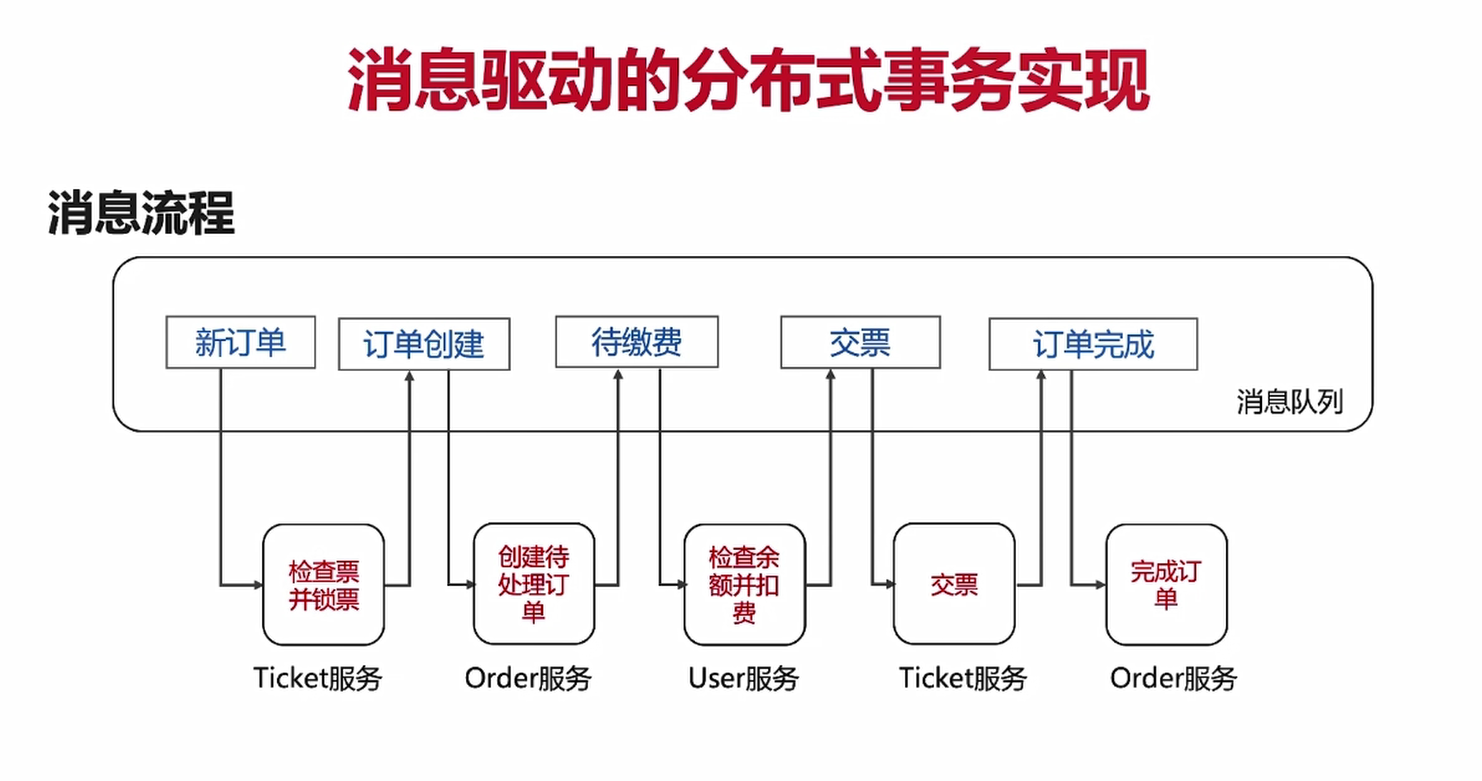 消息驱动的分布式事务实现
消息流程
新订单
订单创建
待缴费
交票
订单完成
消息队列
检查票
并锁票
创建待
处理订
单
检查余
额并扣
费
交票
完成订
单
Ticket服务
Order服务
User服务
Ticket服务
Order服务